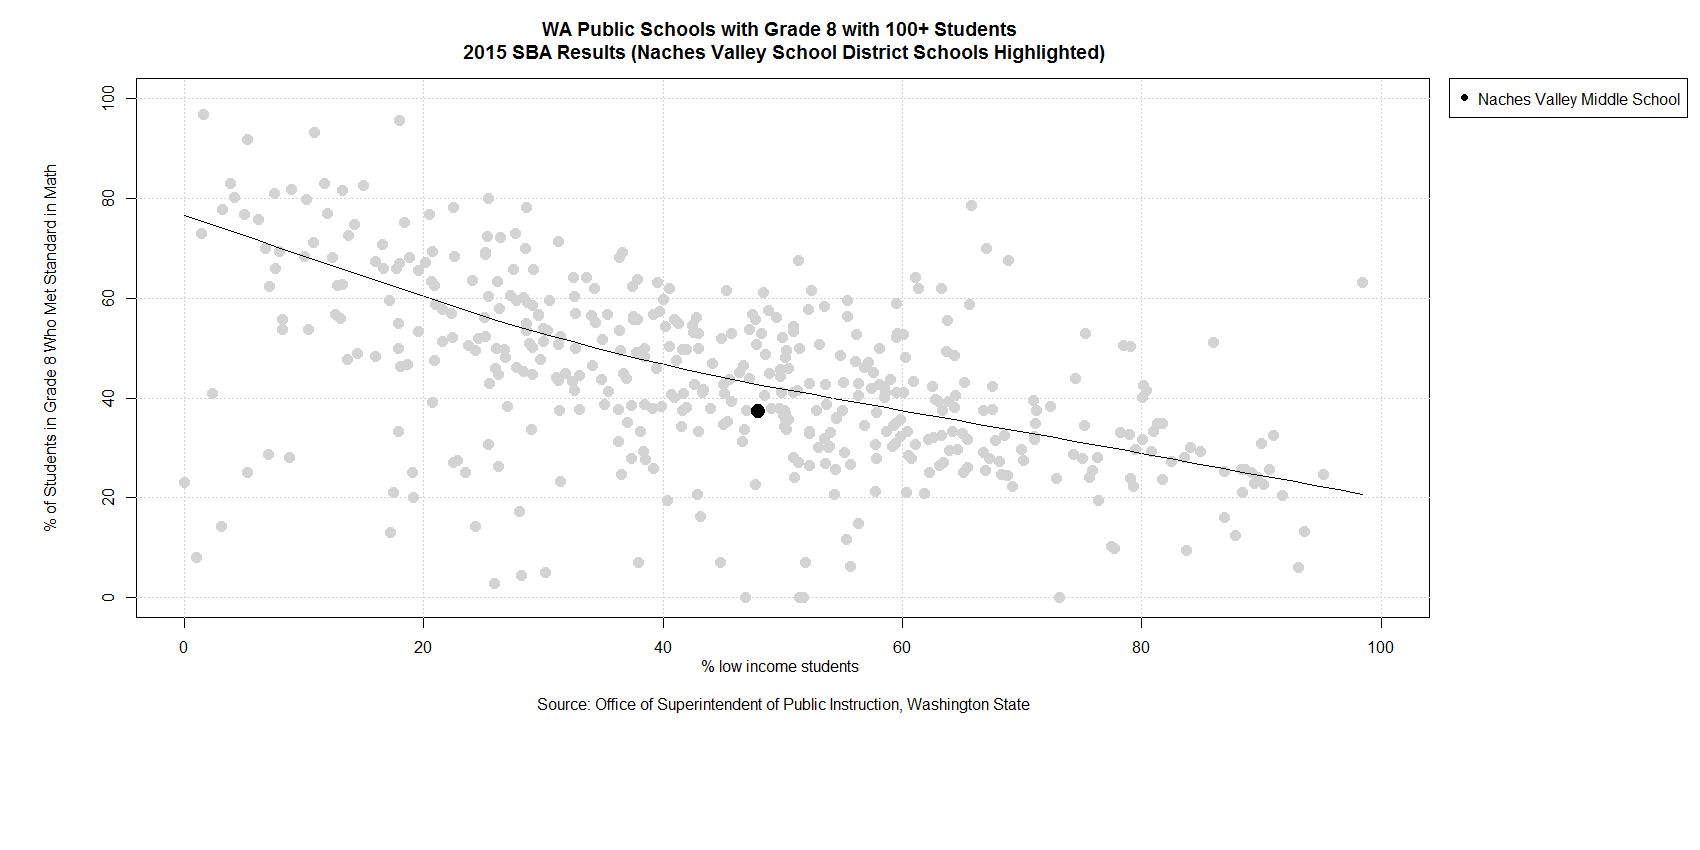 WA Public Schools with Grade 8 with 100+ Students
2015 SBA Results (Naches Valley School District Schools Highlighted)
Naches Valley Middle School
% of Students in Grade 8 Who Met Standard in Math
100
80
60
40
20
0
0 20 40 60 80 100
% low income students
Source: Office of Superintendent of Public Instruction, Washington State